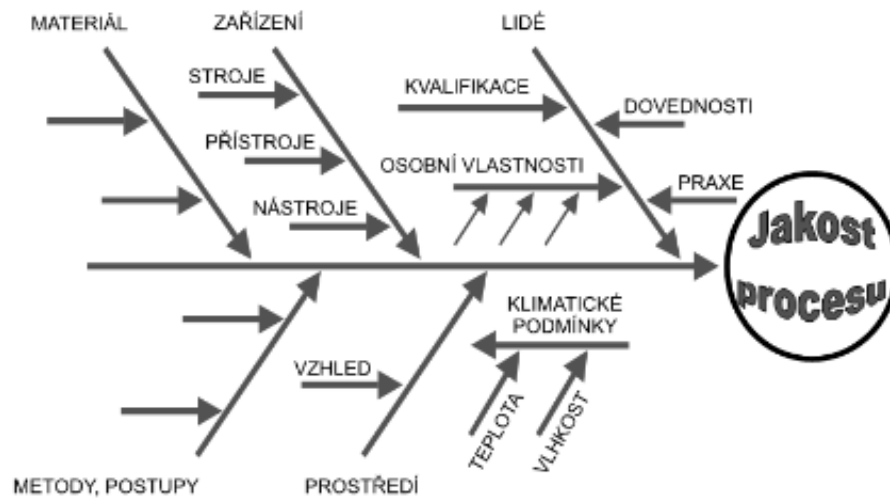 MATERIÁL
ZAŘÍZENÍ
LIDÉ
STROJE
KVALIFIKACE
DOVEDNOSTI
PŘÍSTROJE
OSOBNÍ VLASTNOSTI
PRAXE
NÁSTROJE
Jakost
procesu
KLIMATICKÉ
PODMÍNKY
VZHLED
TEPLOTA
VLHKOST
METODY, POSTUPY
PROSTŘEDÍ